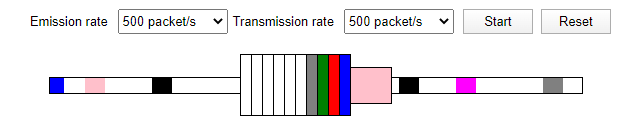 Emission rate 500 packet/s Transmission rate 500 packet/s Start Reset